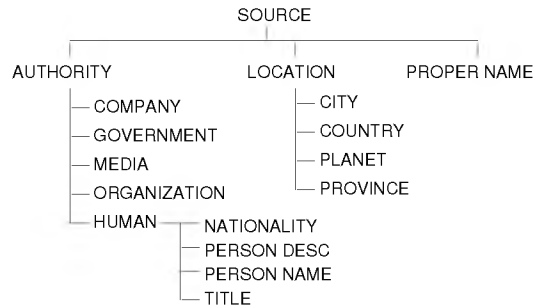 SOURCE
AUTHORITY LOCATION PROPER NAME
COMPANY
GOVERNMENT
MEDIA
ORGANIZATION
HUMAN
NATIONALITY
PERSON DESC
PERSON NAME
TITLE
CITY
COUNTRY
PLANET
PROVINCE